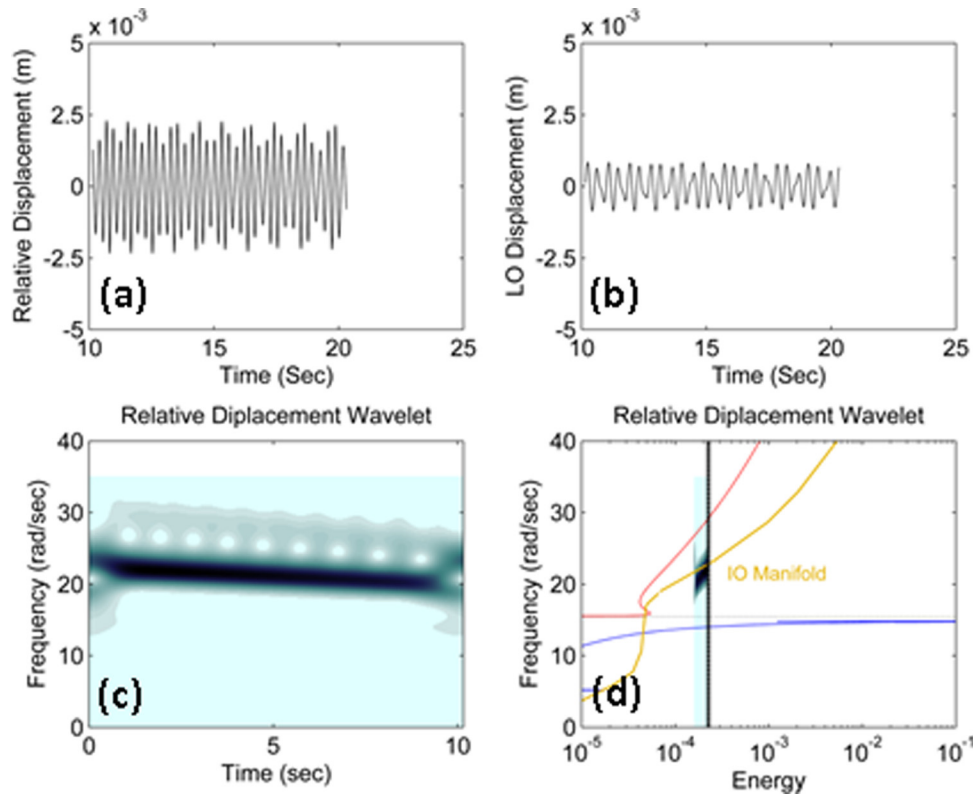 x 10^-3
5
2.5
0
-2.5
-5
10 15 20 25
Relative Displacement (m)
Time (Sec)
(a)
x 10^-3
5
2.5
0
-2.5
-5
10 15 20 25
LO Displacement (m)
Time (Sec)
(b)
Relative Diplacement Wavelet
40
30
20
10
0
0 5 10
Frequency (rad/sec)
Time (sec)
(c)
Relative Diplacement Wavelet
40
30
20
10
0
10^-5 10^-4 10^-3 10^-2 10^-1
Frequency (rad/sec)
Energy
IO Manifold
(d)